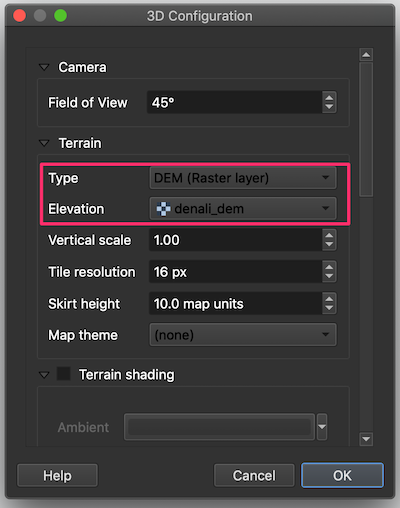 3D Configuration
Camera
Field of View 45°
Terrain
Type DEM (Raster layer)
Elevation denali_dem
Vertical scale 1.00
Tile resolution 16 px
Skirt height 10.0 map units
Map theme (none)
Terrain shading
Ambient
Help Cancel OK